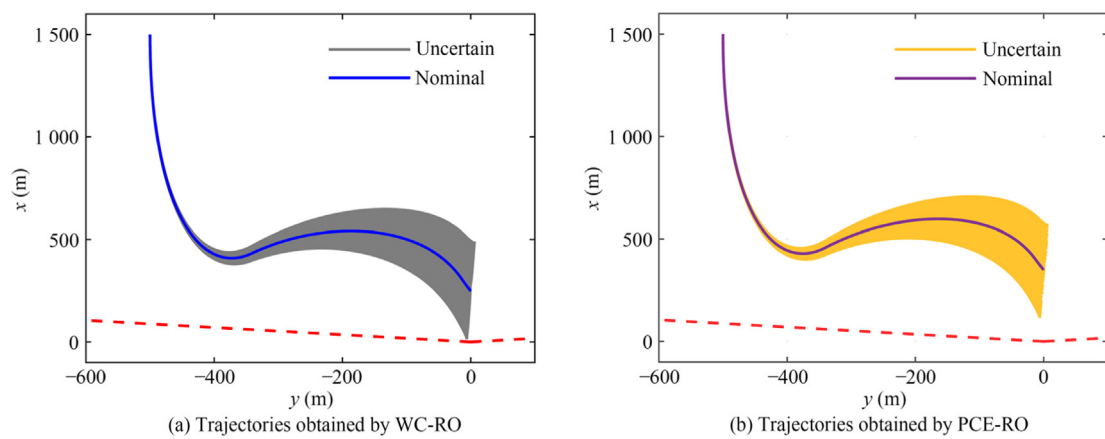 1 500
1 000
500
0
x (m)
−600
−400
−200
0
y (m)
Uncertain
Nominal
(a) Trajectories obtained by WC-RO
1 500
1 000
500
0
x (m)
−600
−400
−200
0
y (m)
Uncertain
Nominal
(b) Trajectories obtained by PCE-RO